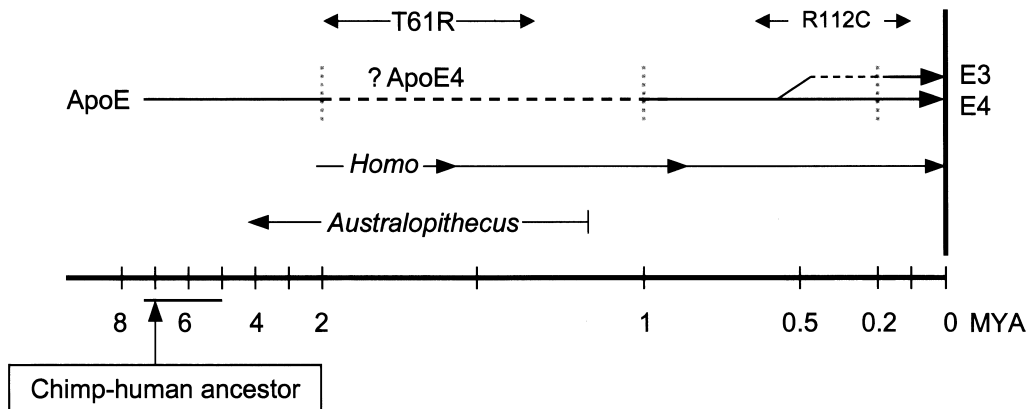 T61R R112C
? ApoE4
ApoE E3
E4
Homo
Australopithecus
8 6 4 2 1 0.5 0.2 0 MYA
Chimp-human ancestor